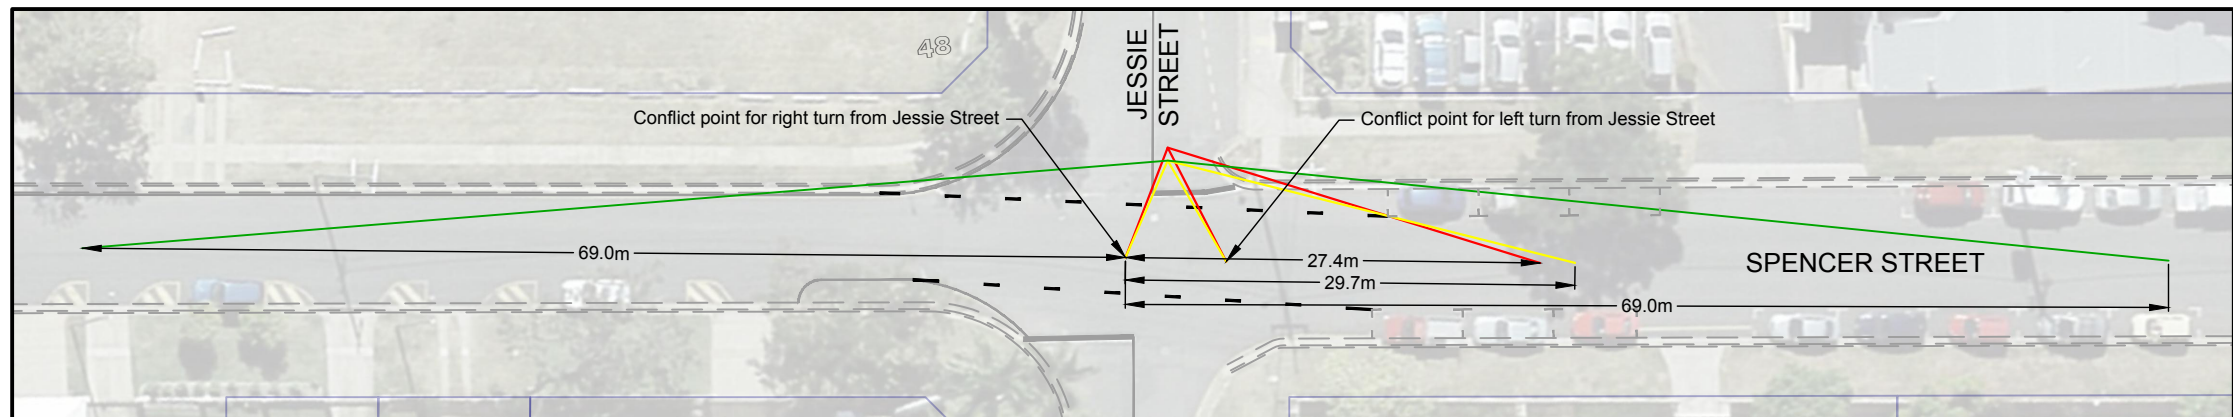 48
JESSIE
STREET
Conflict point for right turn from Jessie Street
Conflict point for left turn from Jessie Street
69.0m
27.4m
29.7m
69.0m
SPENCER STREET